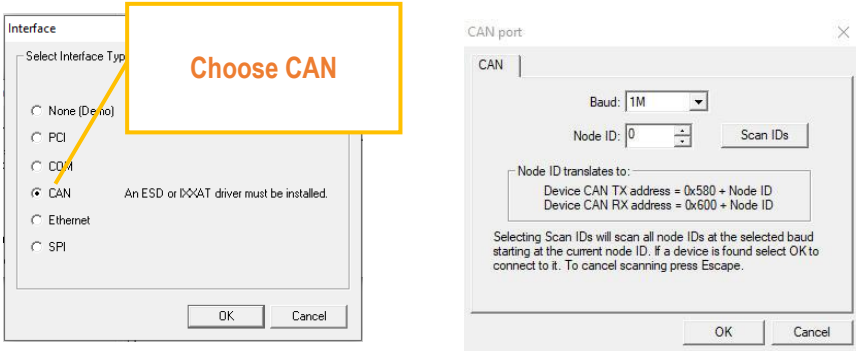 Interface
Select Interface Typ
Choose CAN
None (Demo)
PCI
COM
CAN An ESD or IXXAT driver must be installed.
Ethernet
SPI
OK Cancel
CAN port
CAN
Baud: 1M
Node ID: 0 Scan IDs
Node ID translates to:
Device CAN TX address = 0x580 + Node ID
Device CAN RX address = 0x600 + Node ID
Selecting Scan IDs will scan all node IDs at the selected baud
starting at the current node ID. If a device is found select OK to
connect to it. To cancel scanning press Escape.
OK Cancel